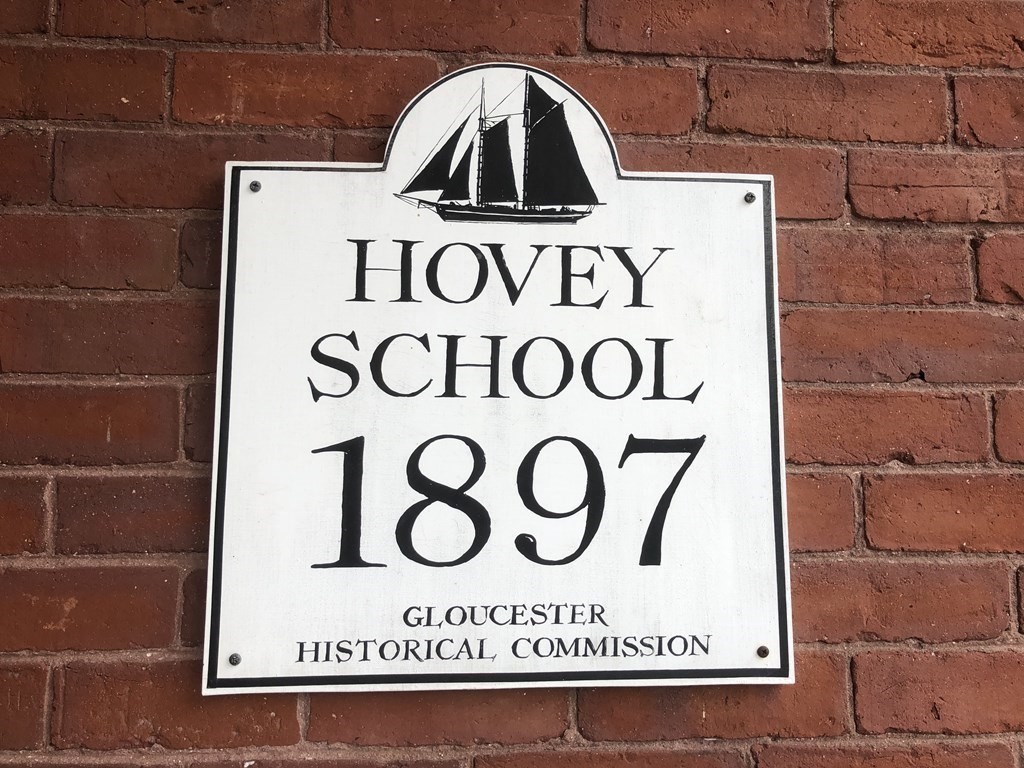 HOVEY
SCHOOL
1897
GLOUCESTER
HISTORICAL COMMISSION